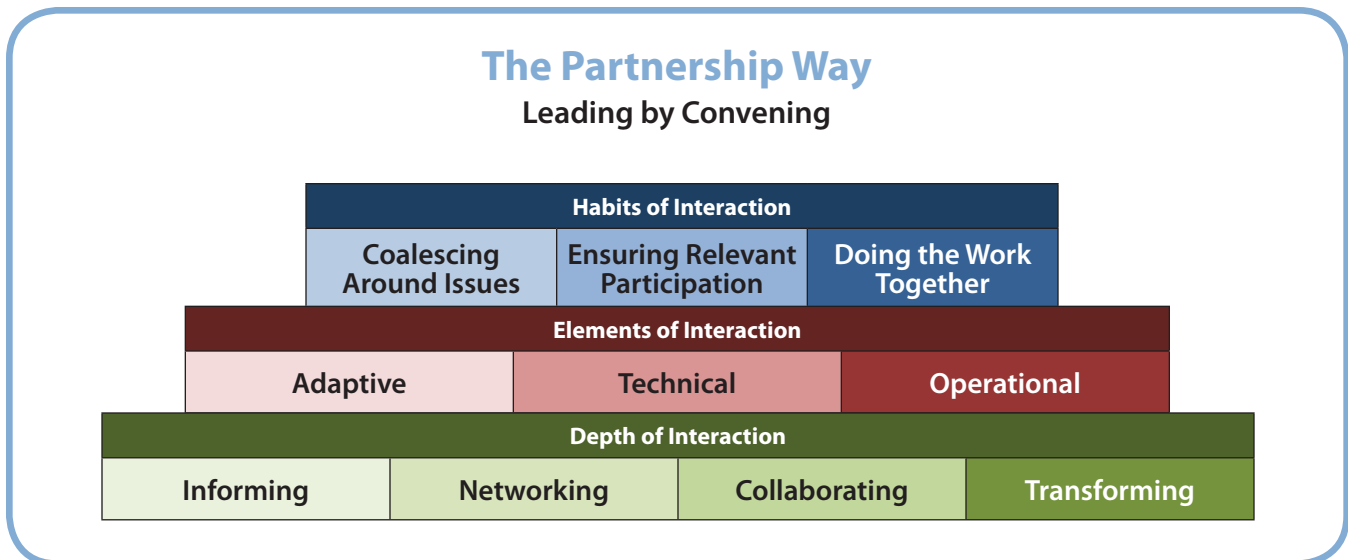 The Partnership Way
Leading by Convening
Habits of Interaction
Coalescing
Around Issues
Ensuring Relevant
Participation
Doing the Work
Together
Elements of Interaction
Adaptive
Technical
Operational
Depth of Interaction
Informing
Networking
Collaborating
Transforming